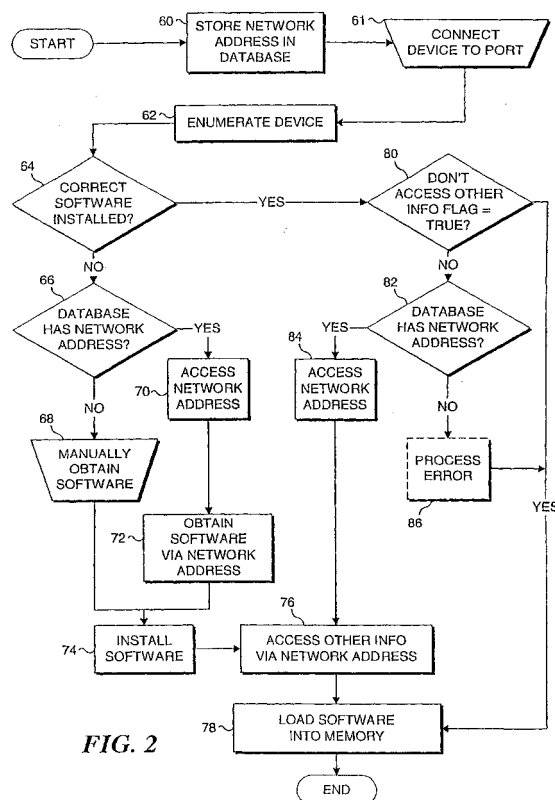 START
60
STORE NETWORK
ADDRESS IN
DATABASE
61
CONNECT
DEVICE TO PORT
62
ENUMERATE DEVICE
64
CORRECT
SOFTWARE
INSTALLED?
YES
80
DON'T
ACCESS OTHER
INFO FLAG =
TRUE?
NO
NO
66
DATABASE
HAS NETWORK
ADDRESS?
YES
82
DATABASE
HAS NETWORK
ADDRESS?
YES
70
ACCESS
NETWORK
ADDRESS
84
ACCESS
NETWORK
ADDRESS
NO
NO
68
MANUALLY
OBTAIN
SOFTWARE
PROCESS
ERROR
86
YES
72
OBTAIN
SOFTWARE
VIA NETWORK
ADDRESS
74
INSTALL
SOFTWARE
76
ACCESS OTHER INFO
VIA NETWORK ADDRESS
78
LOAD SOFTWARE
INTO MEMORY
FIG. 2
END